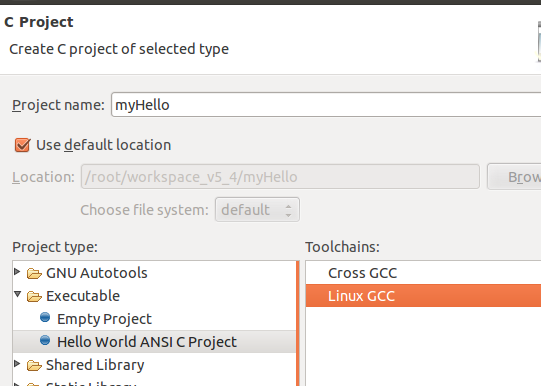 C Project
Create C project of selected type
Project name: myHello
Use default location
Location: /root/workspace_v5_4/myHello Brow
Choose file system: default
Project type: Toolchains:
GNU Autotools Cross GCC
Executable Linux GCC
Empty Project
Hello World ANSI C Project
Shared Library
Static Library